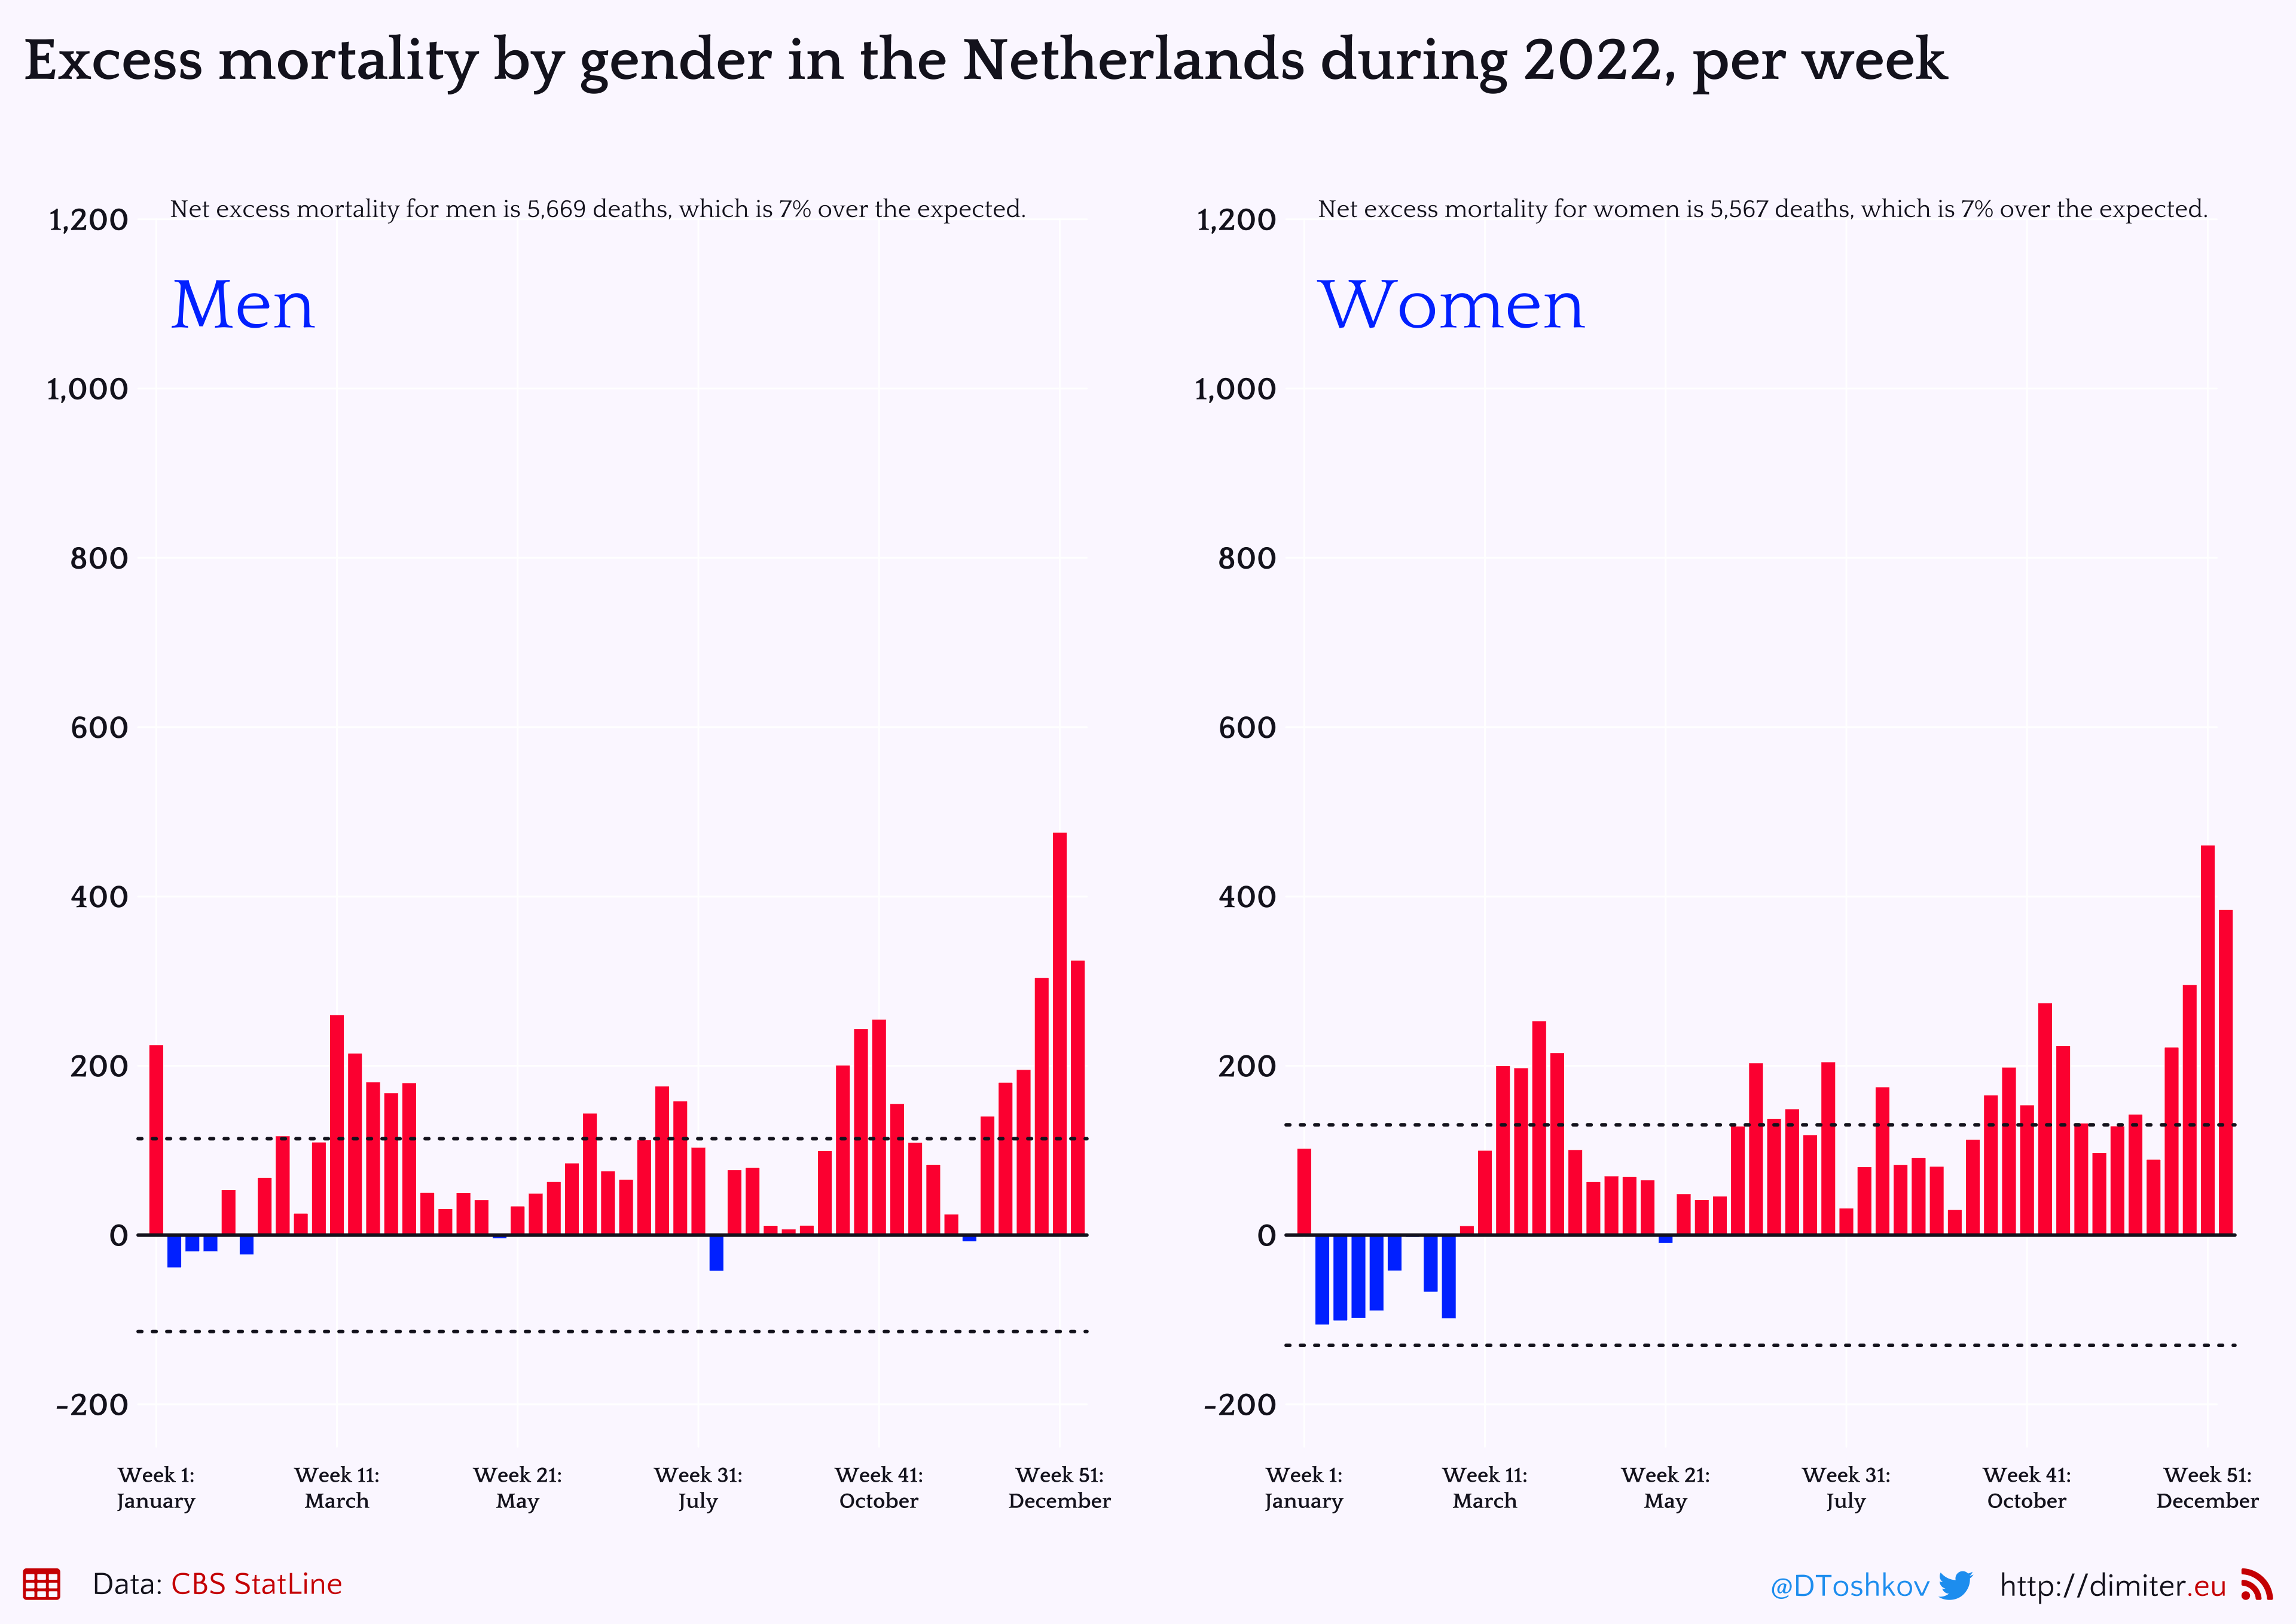 Excess mortality by gender in the Netherlands during 2022, per week
Net excess mortality for men is 5,669 deaths, which is 7% over the expected.
Men
1,200
1,000
800
600
400
200
0
-200
Week 1:
January
Week 11:
March
Week 21:
May
Week 31:
July
Week 41:
October
Week 51:
December
Net excess mortality for women is 5,567 deaths, which is 7% over the expected.
Women
1,200
1,000
800
600
400
200
0
-200
Week 1:
January
Week 11:
March
Week 21:
May
Week 31:
July
Week 41:
October
Week 51:
December
Data: CBS StatLine
@DToshkov
http://dimiter.eu